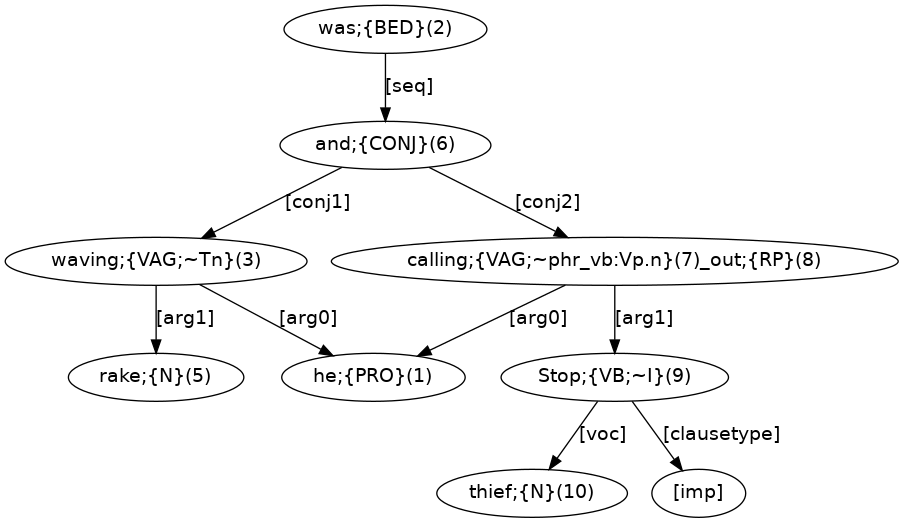 was;{BED}(2)
[seq]
and;{CONJ}(6)
[conj1]
[conj2]
waving;{VAG;~Tn}(3)
calling;{VAG;~phr_vb:Vp.n}(7)_out;{RP}(8)
[arg1]
[arg0]
[arg0]
[arg1]
rake;{N}(5)
he;{PRO}(1)
Stop;{VB;~I}(9)
[voc]
[clausetype]
thief;{N}(10)
[imp]